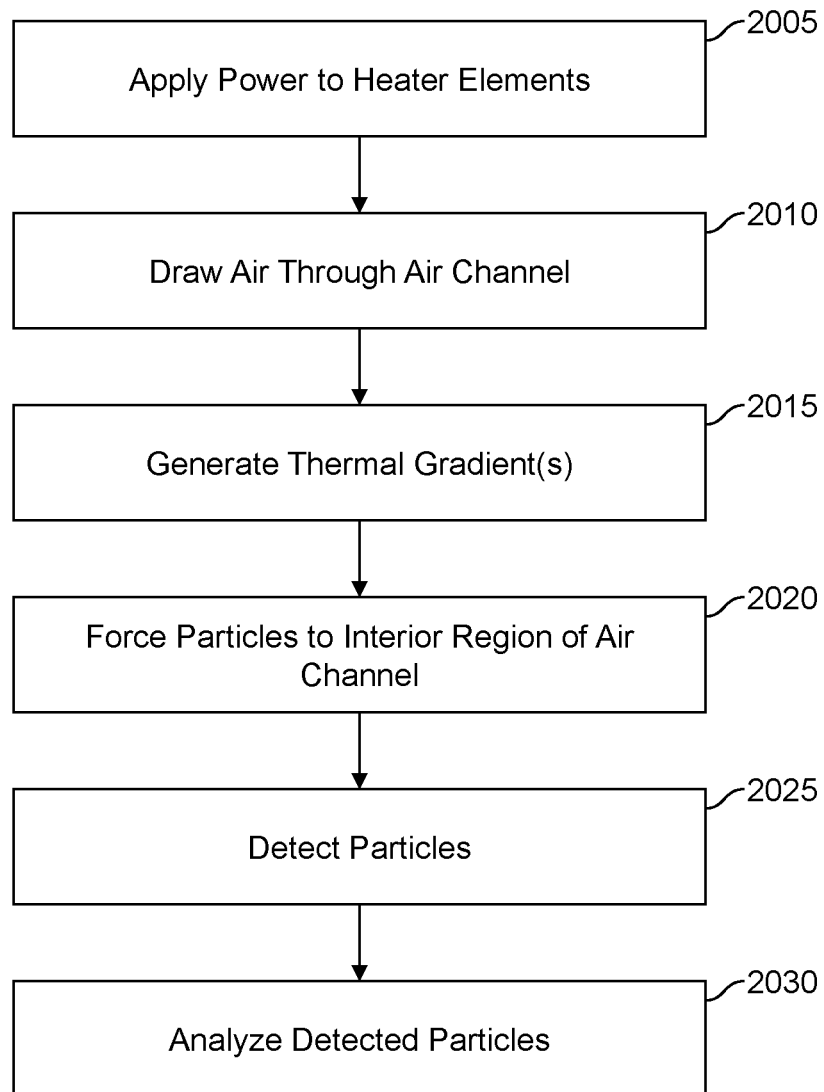 2005
Apply Power to Heater Elements
2010
Draw Air Through Air Channel
2015
Generate Thermal Gradient(s)
2020
Force Particles to Interior Region of Air
Channel
2025
Detect Particles
2030
Analyze Detected Particles